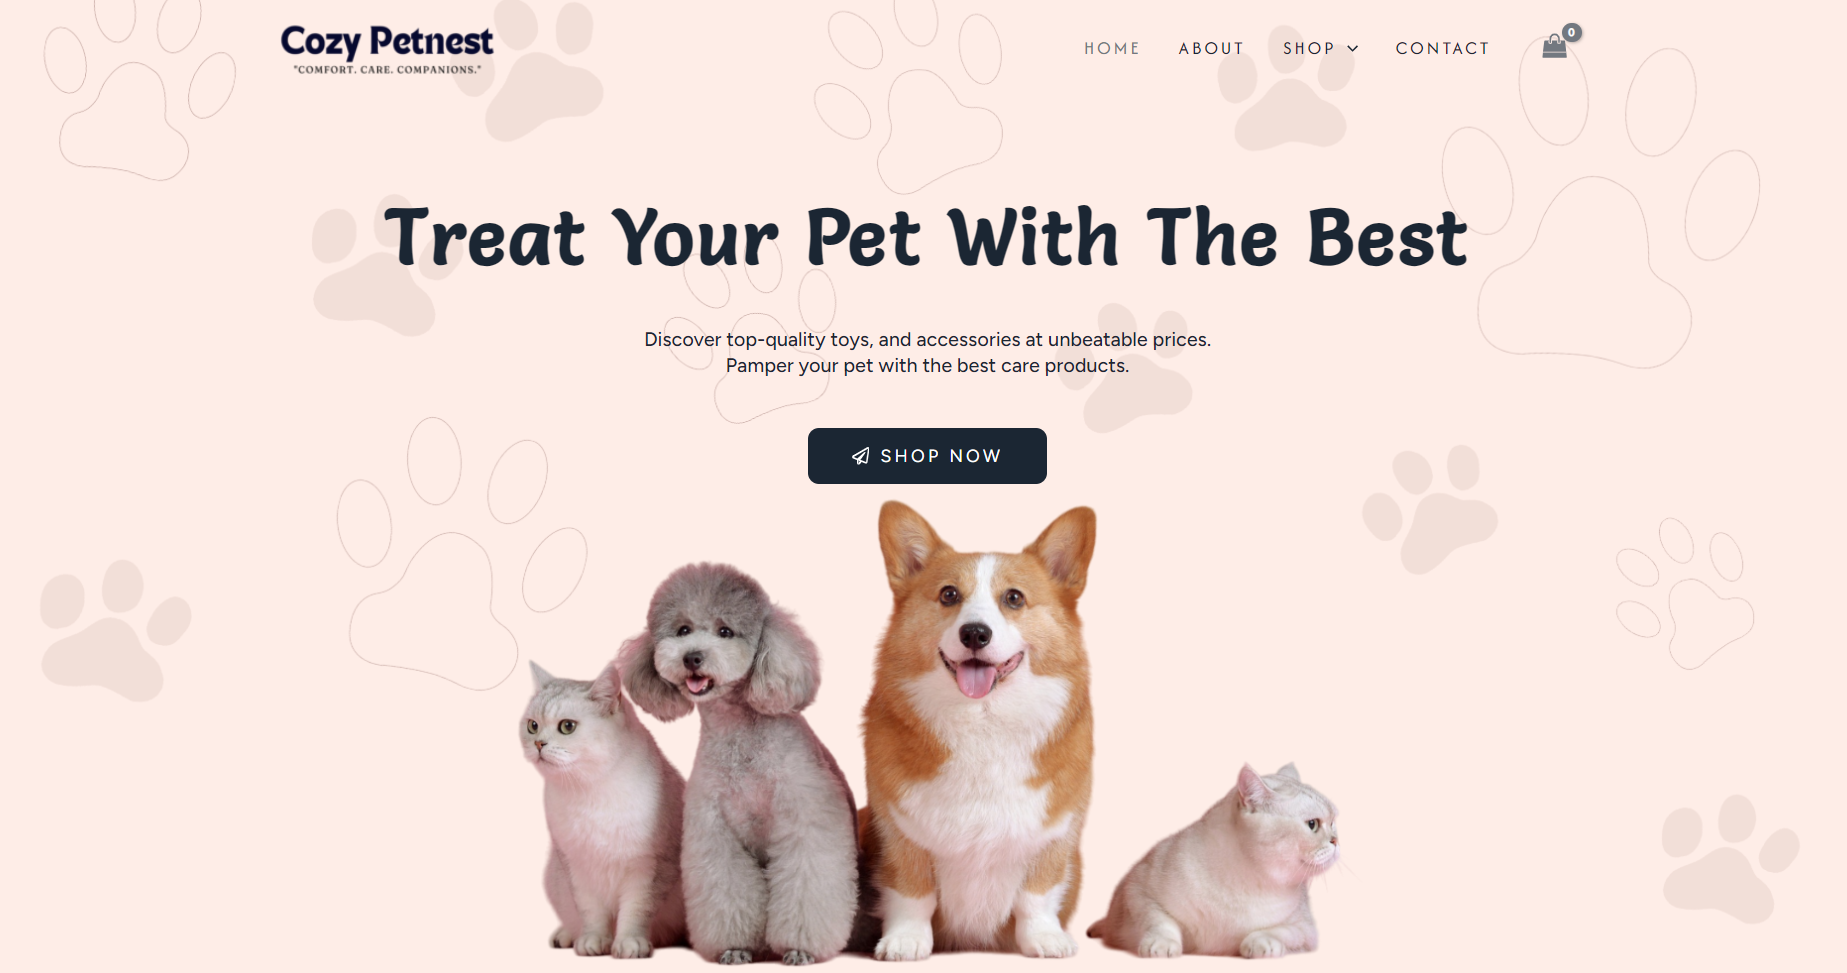 Cozy Petnest
"COMFORT. CARE. COMPANIONS."
HOME ABOUT SHOP CONTACT 0
Treat Your Pet With The Best
Discover top-quality toys, and accessories at unbeatable prices.
Pamper your pet with the best care products.
SHOP NOW